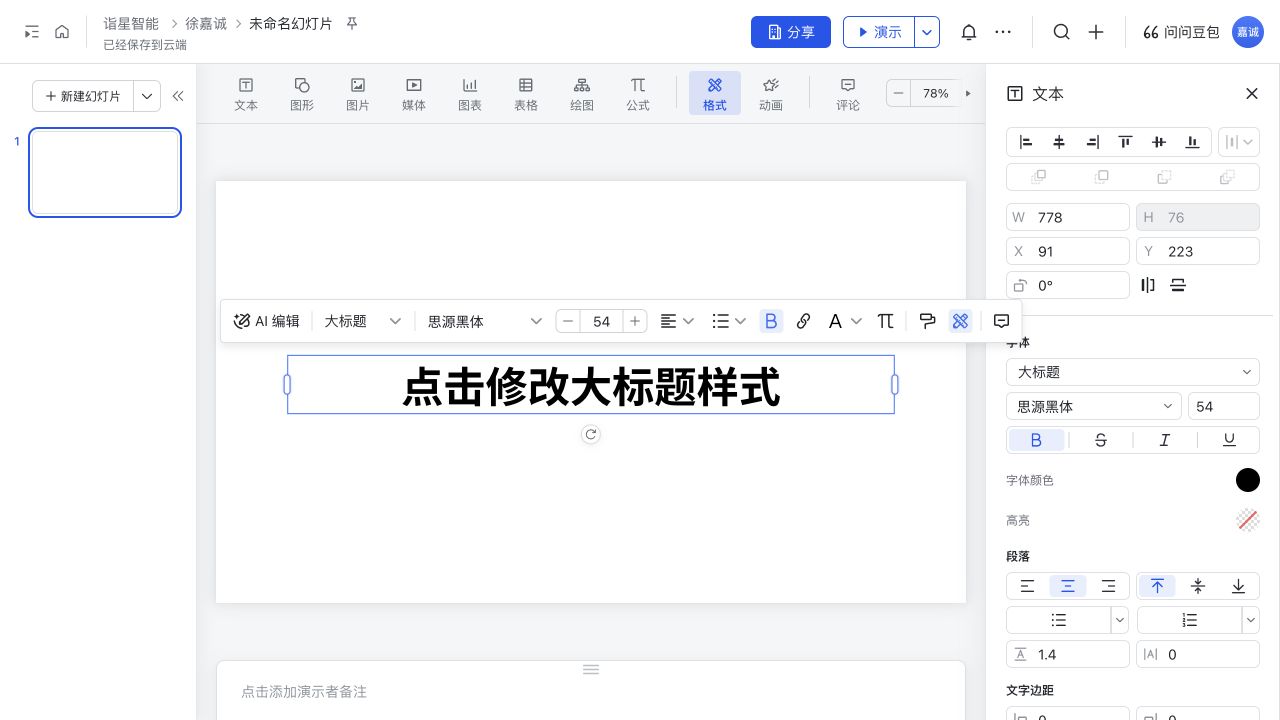 诣星智能 徐嘉诚 未命名幻灯片
已经保存到云端
分享
演示
问问豆包
嘉诚
新建幻灯片
1
文本
图形
图片
媒体
图表
表格
绘图
公式
格式
动画
评论
78%
AI 编辑
大标题
思源黑体
54
点击修改大标题样式
点击添加演示者备注
文本
W 778
H 76
X 91
Y 223
0°
字体
大标题
思源黑体
54
B S I U
字体颜色
高亮
段落
1.4
0
文字边距
0
0